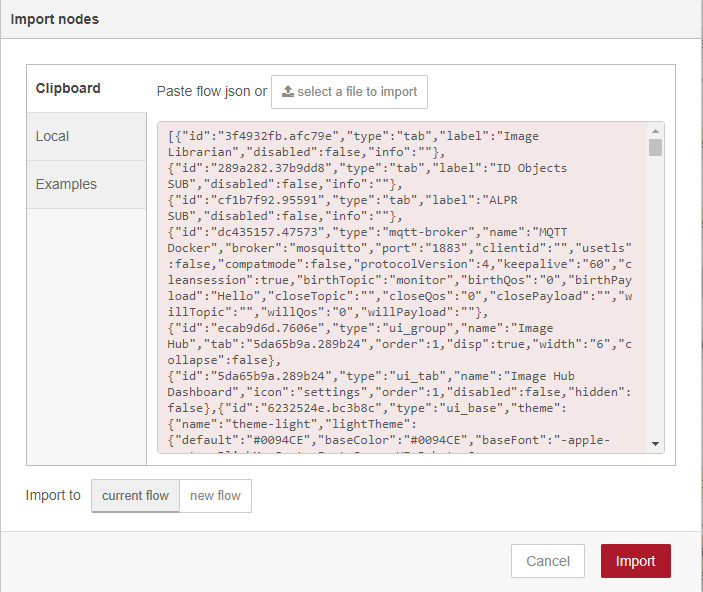 Import nodes
Clipboard
Paste flow json or select a file to import
Local
Examples
[{"id":"3f4932fb.afc79e","type":"tab","label":"Image
Librarian","disabled":false,"info":""},
{"id":"289a282.37b9dd8","type":"tab","label":"ID Objects
SUB","disabled":false,"info":""},
{"id":"cf1b7f92.95591","type":"tab","label":"ALPR
SUB","disabled":false,"info":""},
{"id":"dc435157.47573","type":"mqtt-broker","name":"MQTT
Docker","broker":"mosquitto","port":"1883","clientid":"","usetls"
:false,"compatmode":false,"protocolVersion":4,"keepalive":"60","c
leansession":true,"birthTopic":"monitor","birthQos":"0","birthPay
load":"Hello","closeTopic":"","closeQos":"0","closePayload":"","w
illTopic":"","willQos":"0","willPayload":""},
{"id":"ecab9d6d.7606e","type":"ui_group","name":"Image
Hub","tab":"5da65b9a.289b24","order":1,"disp":true,"width":"6","c
ollapse":false},
{"id":"5da65b9a.289b24","type":"ui_tab","name":"Image Hub
Dashboard","icon":"settings","order":1,"disabled":false,"hidden":
false},{"id":"6232524e.bc3b8c","type":"ui_base","theme":
{"name":"theme-light","lightTheme":
{"default":"#0094CE","baseColor":"#0094CE","baseFont":"-apple-
Import to current flow new flow
Cancel Import